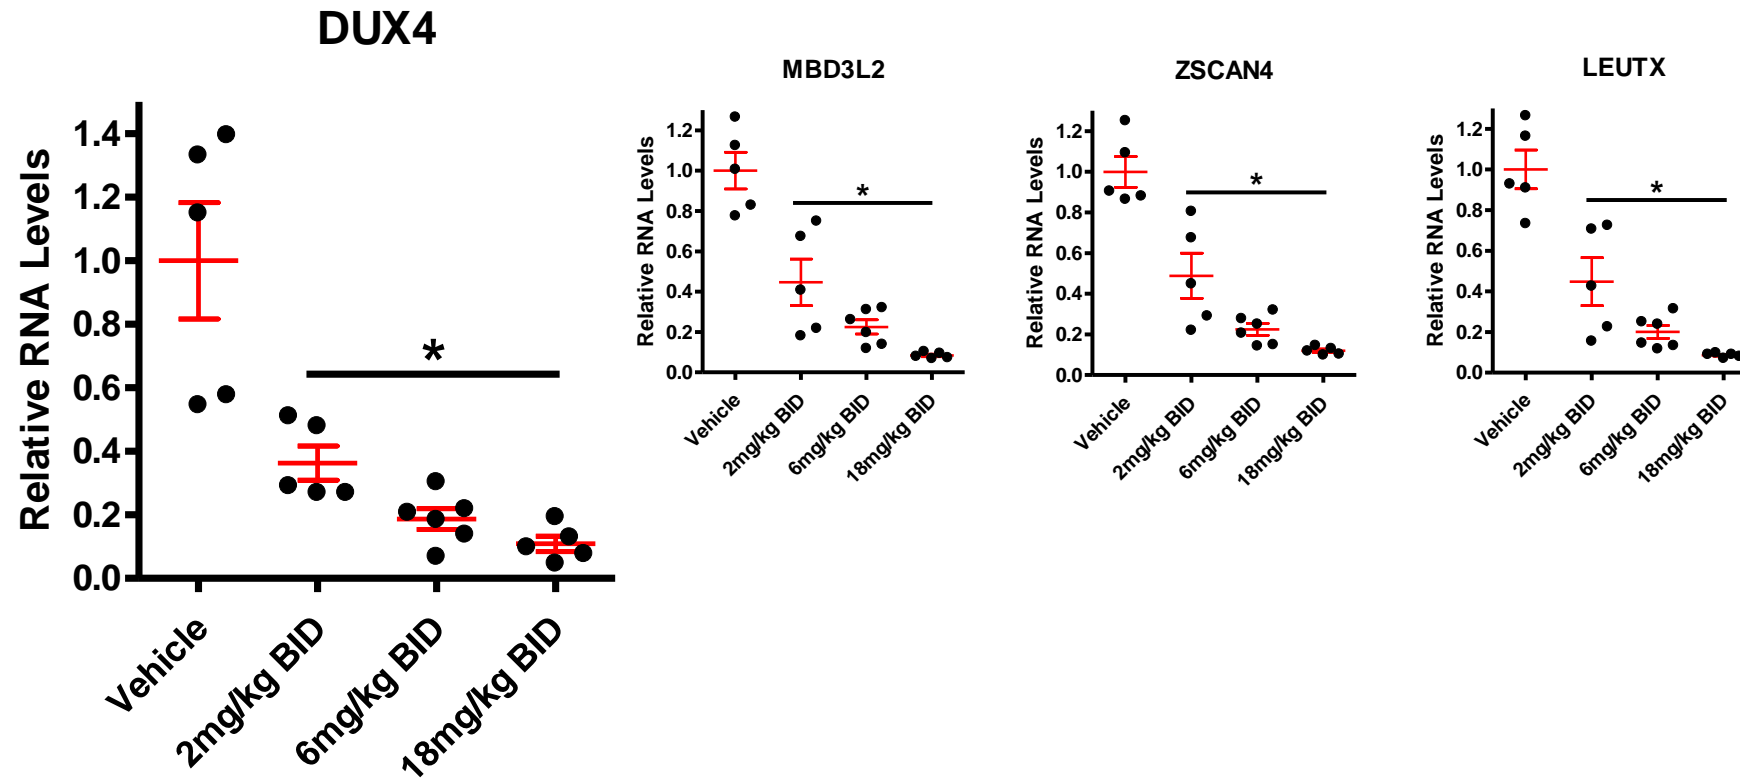 DUX4
Relative RNA Levels
1.4
1.2
1.0
0.8
0.6
0.4
0.2
0.0
*
Vehicle
2mg/kg BID
6mg/kg BID
18mg/kg BID
MBD3L2
Relative RNA Levels
1.2
1.0
0.8
0.6
0.4
0.2
0.0
*
Vehicle
2mg/kg BID
6mg/kg BID
18mg/kg BID
ZSCAN4
Relative RNA Levels
1.2
1.0
0.8
0.6
0.4
0.2
0.0
*
Vehicle
2mg/kg BID
6mg/kg BID
18mg/kg BID
LEUTX
Relative RNA Levels
1.2
1.0
0.8
0.6
0.4
0.2
0.0
*
Vehicle
2mg/kg BID
6mg/kg BID
18mg/kg BID